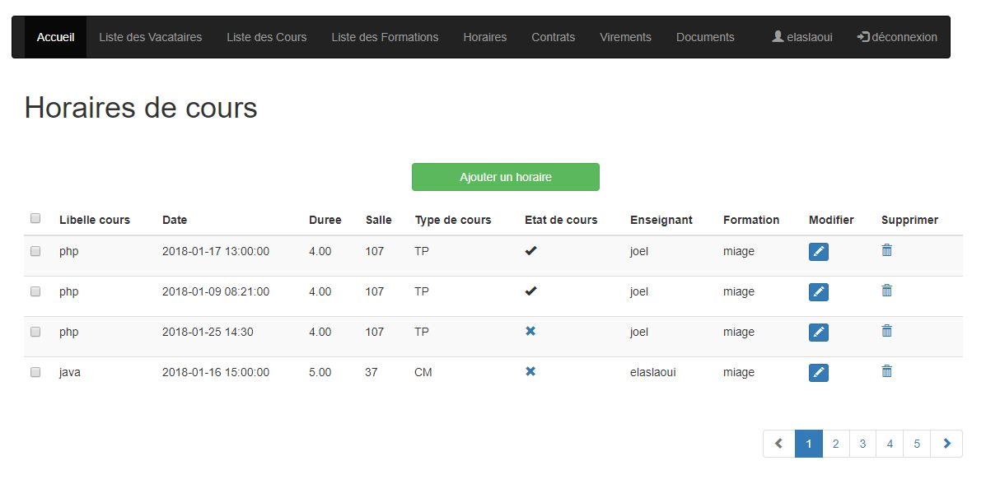 Accueil Liste des Vacataires Liste des Cours Liste des Formations Horaires Contrats Virements Documents elaslaoui déconnexion
Horaires de cours
Ajouter un horaire
Libelle cours Date Duree Salle Type de cours Etat de cours Enseignant Formation Modifier Supprimer
php 2018-01-17 13:00:00 4.00 107 TP joel miage
php 2018-01-09 08:21:00 4.00 107 TP joel miage
php 2018-01-25 14:30 4.00 107 TP joel miage
java 2018-01-16 15:00:00 5.00 37 CM elaslaoui miage
1 2 3 4 5